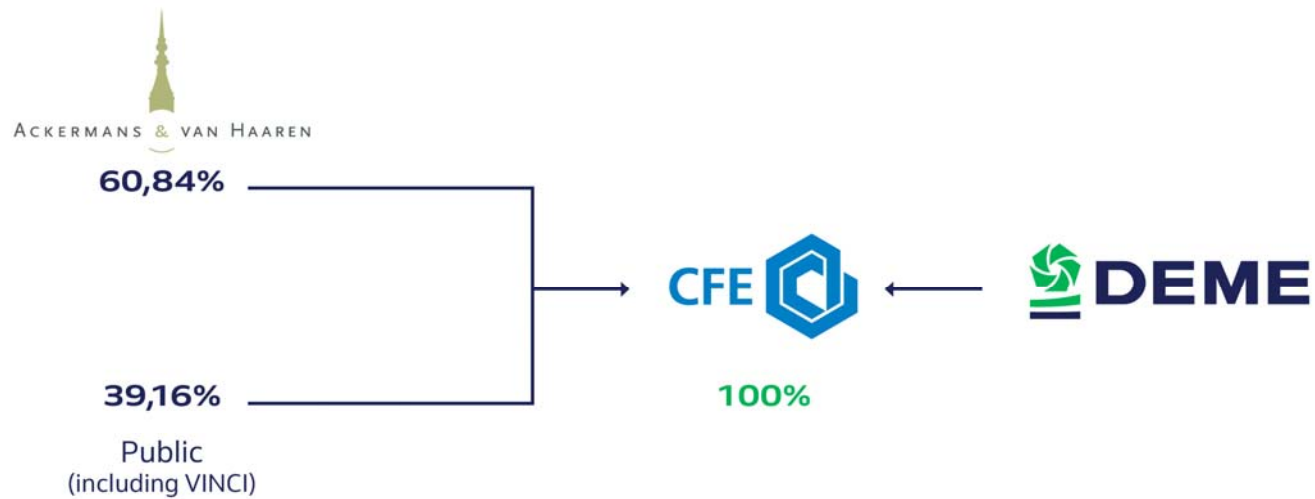 ACKERMANS & VAN HAAREN
60,84%
CFE
DEME
39,16%
100%
Public
(including VINCI)